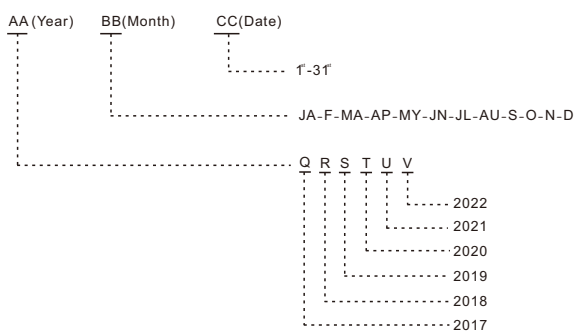 AA (Year) BB(Month) CC(Date)
1st-31st
JA-F-MA-AP-MY-JN-JL-AU-S-O-N-D
Q R S T U V
2022
2021
2020
2019
2018
2017